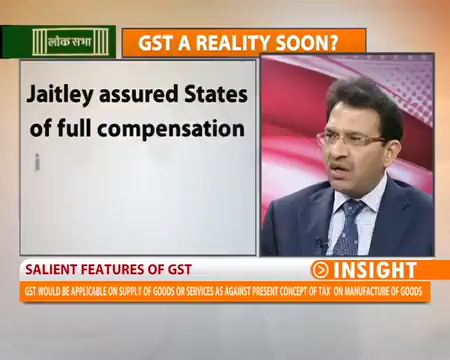 लोक सभा
GST A REALITY SOON?
Jaitley assured States
of full compensation
i
SALIENT FEATURES OF GST
INSIGHT
GST WOULD BE APPLICABLE ON SUPPLY OF GOODS OR SERVICES AS AGAINST PRESENT CONCEPT OF TAX ON MANUFACTURE OF GOODS